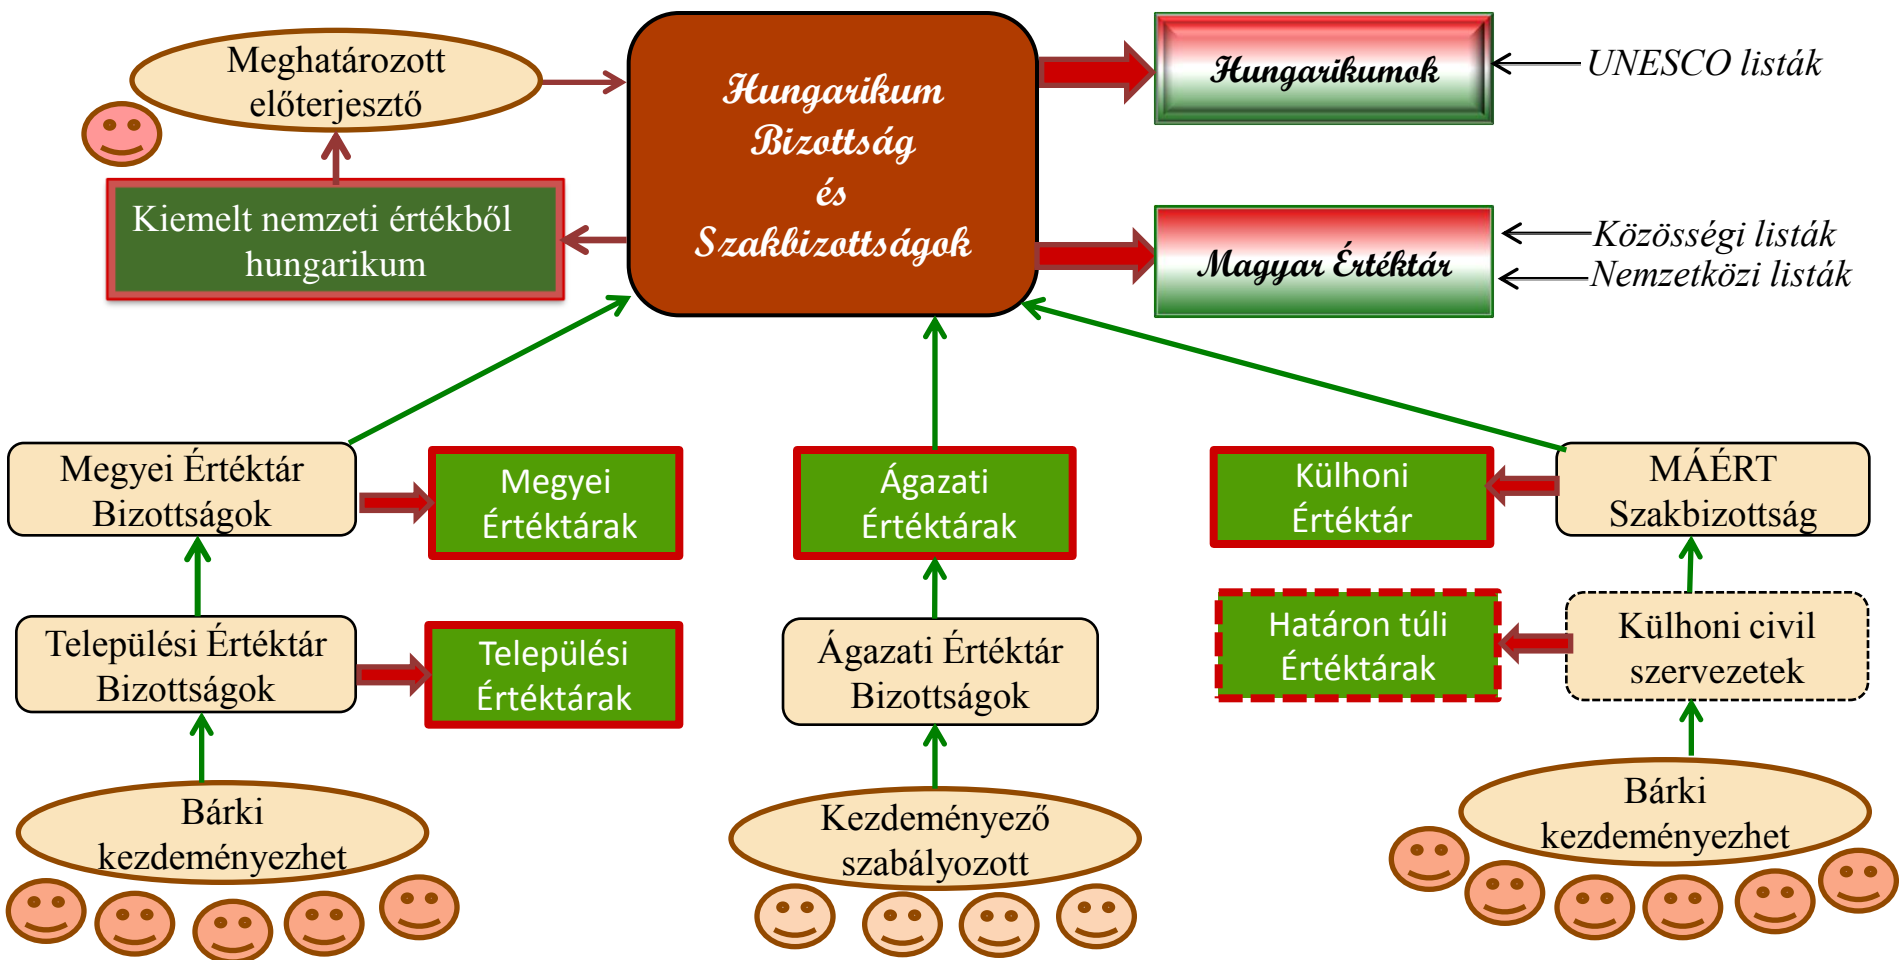 Meghatározott
előterjesztő
Kiemelt nemzeti értékből
hungarikum
Hungarikum
Bizottság
és
Szakbizottságok
Hungarikumok
UNESCO listák
Magyar Értéktár
Közösségi listák
Nemzetközi listák
Megyei Értéktár
Bizottságok
Megyei
Értéktárak
Ágazati
Értéktárak
Külhoni
Értéktár
MÁÉRT
Szakbizottság
Települési Értéktár
Bizottságok
Települési
Értéktárak
Ágazati Értéktár
Bizottságok
Határon túli
Értéktárak
Külhoni civil
szervezetek
Bárki
kezdeményezhet
Kezdeményező
szabályozott
Bárki
kezdeményezhet